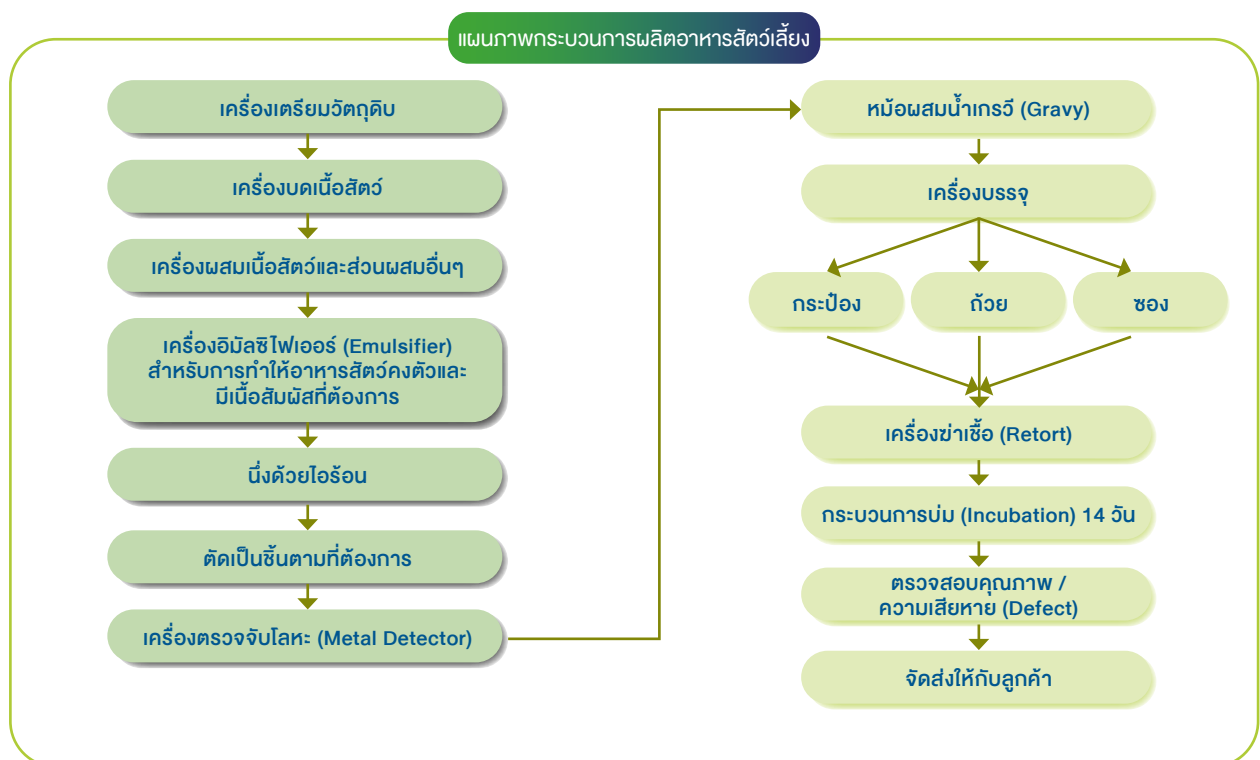 แผนภาพกระบวนการผลิตอาหารสัตว์เลี้ยง
เครื่องเตรียมวัตถุดิบ
เครื่องบดเนื้อสัตว์
เครื่องผสมเนื้อสัตว์และส่วนผสมอื่นๆ
เครื่องอิมัลซิไฟเออร์ (Emulsifier)
สำหรับการทำให้อาหารสัตว์คงตัวและ
มีเนื้อสัมผัสที่ต้องการ
นึ่งด้วยไอร้อน
ตัดเป็นชิ้นตามที่ต้องการ
เครื่องตรวจจับโลหะ (Metal Detector)
หม้อผสมน้ำเกรวี (Gravy)
เครื่องบรรจุ
กระป๋อง
ถ้วย
ซอง
เครื่องฆ่าเชื้อ (Retort)
กระบวนการบ่ม (Incubation) 14 วัน
ตรวจสอบคุณภาพ /
ความเสียหาย (Defect)
จัดส่งให้กับลูกค้า